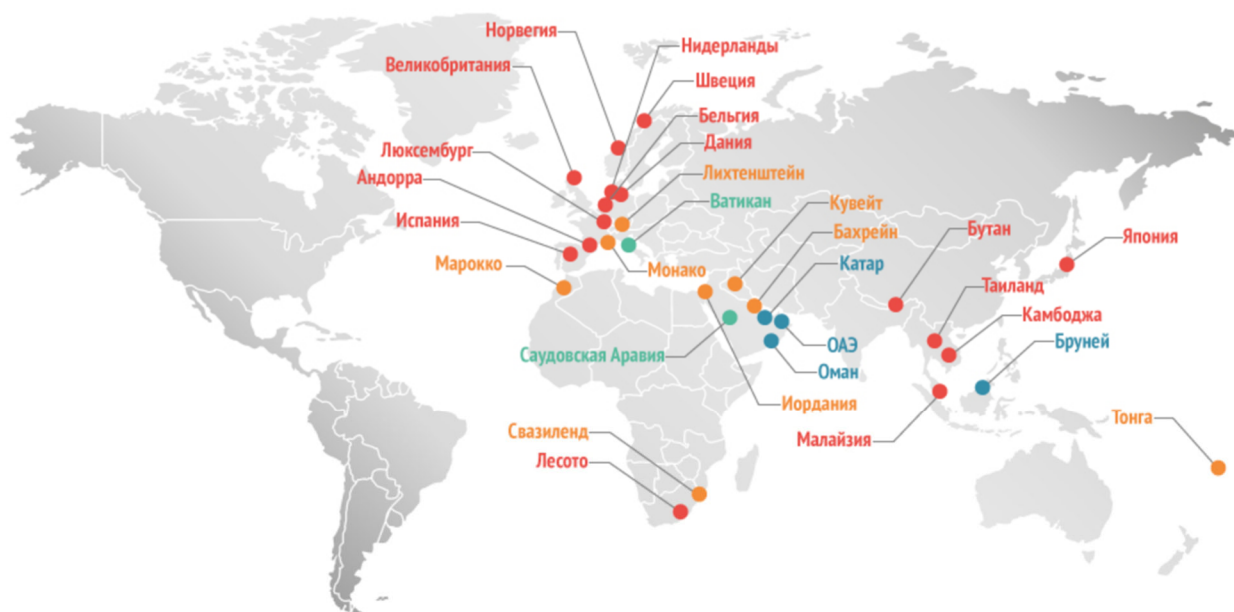 Норвегия
Нидерланды
Великобритания
Швеция
Бельгия
Дания
Люксембург
Лихтенштейн
Андорра
Ватикан
Кувейт
Испания
Бахрейн
Бутан
Япония
Марокко
Монако
Катар
Таиланд
Камбоджа
Саудовская Аравия
ОАЭ
Бруней
Оман
Иордания
Тонга
Свазиленд
Малайзия
Лесото